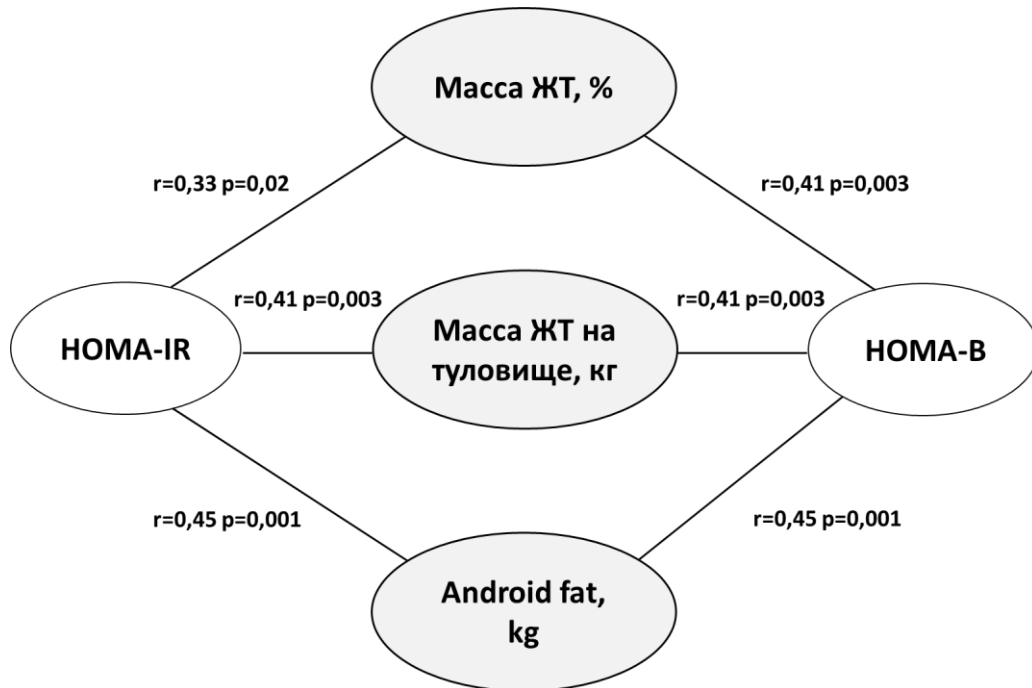 Масса ЖТ, %
r=0,33 p=0,02
r=0,41 p=0,003
r=0,41 p=0,003
r=0,41 p=0,003
HOMA-IR
Масса ЖТ на
туловище, кг
HOMA-B
r=0,45 p=0,001
r=0,45 p=0,001
Android fat,
kg